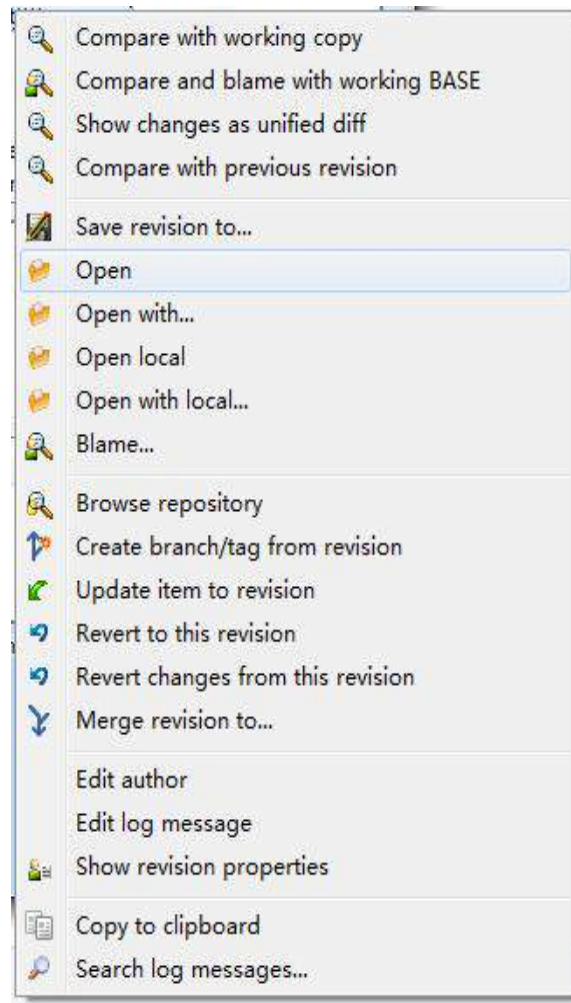 Compare with working copy
Compare and blame with working BASE
Show changes as unified diff
Compare with previous revision
Save revision to...
Open
Open with...
Open local
Open with local...
Blame...
Browse repository
Create branch/tag from revision
Update item to revision
Revert to this revision
Revert changes from this revision
Merge revision to...
Edit author
Edit log message
Show revision properties
Copy to clipboard
Search log messages...